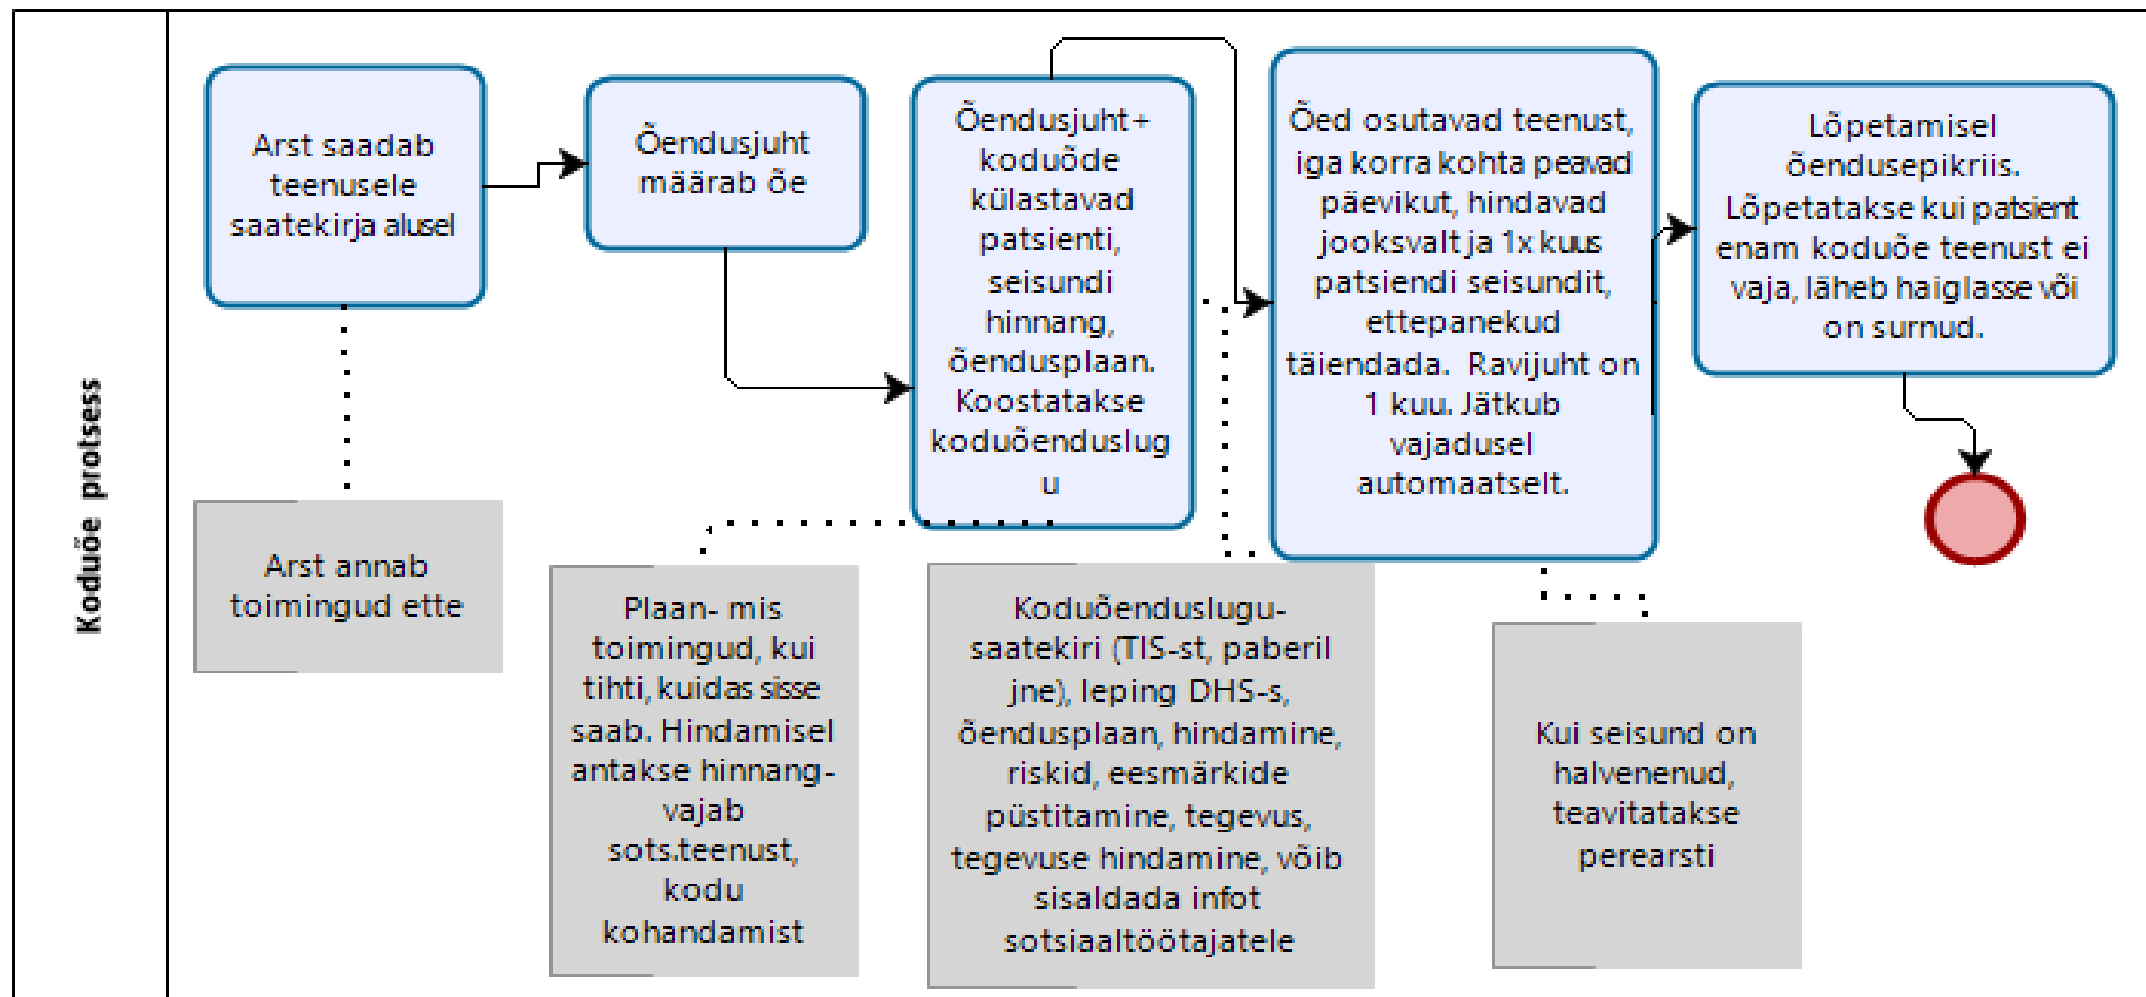 Koduõe protsess
Arst saadab
teenusele
saatekirja alusel
Õendusjuht
määrab õe
Õendusjuht+
koduõde
külastavad
patsienti,
seisundi
hinnang,
õendusplaan.
Koostatakse
koduõenduslug
u
Õed osutavad teenust,
iga korra kohta peavad
päevikut, hindavad
jooksvalt ja 1x kuus
patsiendi seisundit,
ettepanekud
täiendada. Ravijuht on
1 kuu. Jätkub
vajadusel
automaatselt.
Lõpetamisel
õendusepikriis.
Lõpetatakse kui patsient
enam koduõe teenust ei
vaja, läheb haiglasse või
on surnud.
Arst annab
toimingud ette
Plaan- mis
toimingud, kui
tihti, kuidas sisse
saab. Hindamisel
antakse hinnang-
vajab
sots.teenust,
kodu
kohandamist
Koduõenduslugu-
saatekiri (TIS-st, paberil
jne), leping DHS-s,
õendusplaan, hindamine,
riskid, eesmärkide
püstitamine, tegevus,
tegevuse hindamine, võib
sisaldada infot
sotsiaaltöötajatele
Kui seisund on
halvenenud,
teavitatakse
perearsti